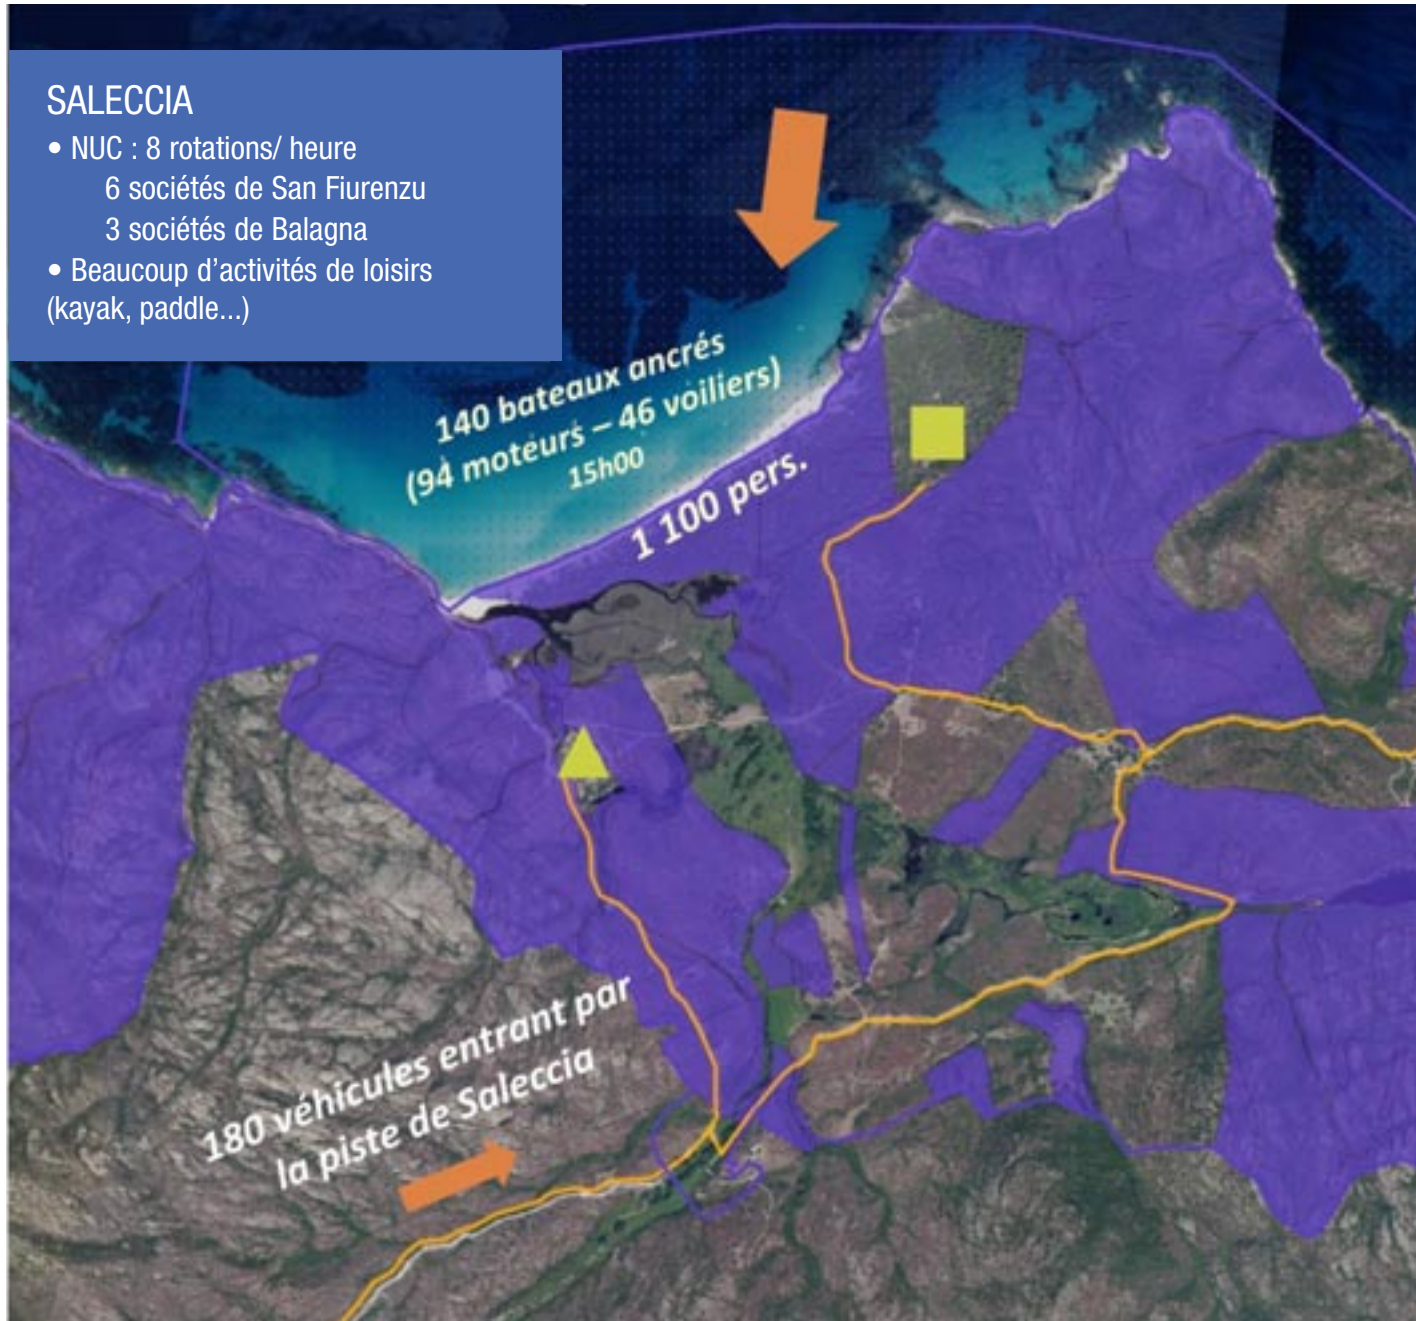 SALECCIA
• NUC : 8 rotations/ heure
6 sociétés de San Fiurenzu
3 sociétés de Balagna
• Beaucoup d'activités de loisirs
(kayak, paddle...)
140 bateaux ancrés
(94 moteurs – 46 voiliers)
15h00
1 100 pers.
180 véhicules entrant par
la piste de Saleccia